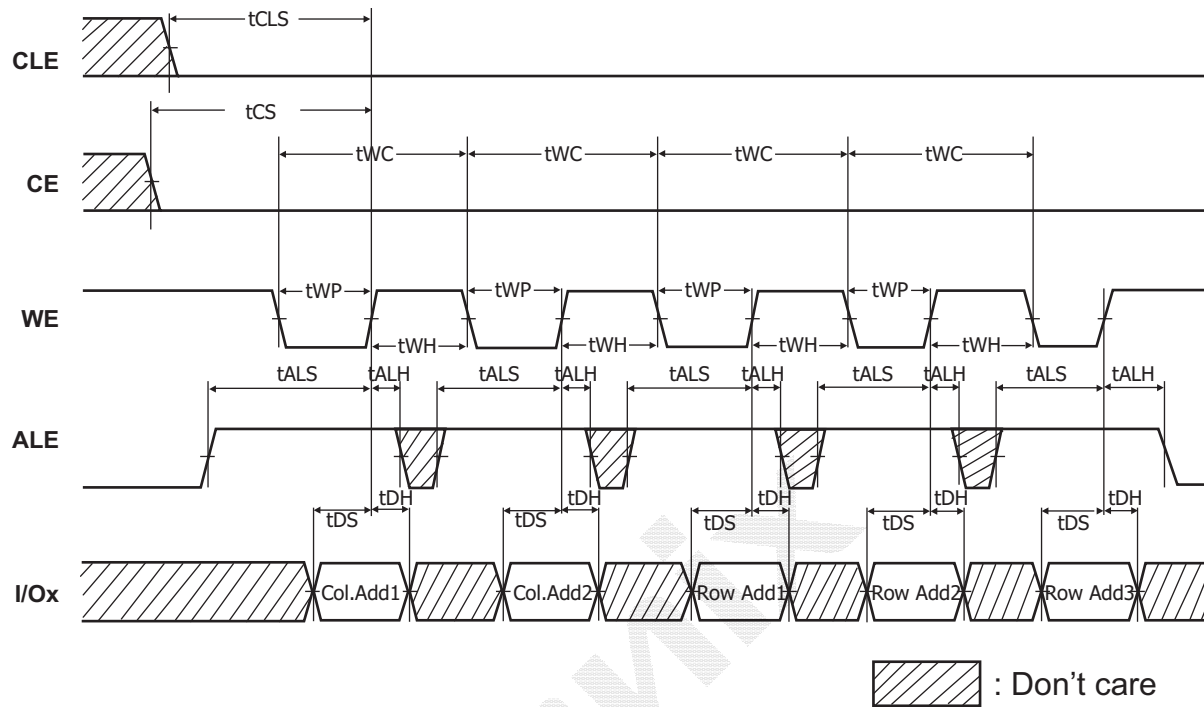 tCLS
CLE
tCS
tWC tWC tWC tWC
CE
tWP tWP tWP tWP
WE
tWH tWH tWH tWH
tALS tALH tALS tALH tALS tALH tALS tALH tALS tALH
ALE
tDH tDH tDH tDH tDH
tDS tDS tDS tDS tDS
I/Ox Col.Add1 Col.Add2 Row Add1 Row Add2 Row Add3
: Don't care